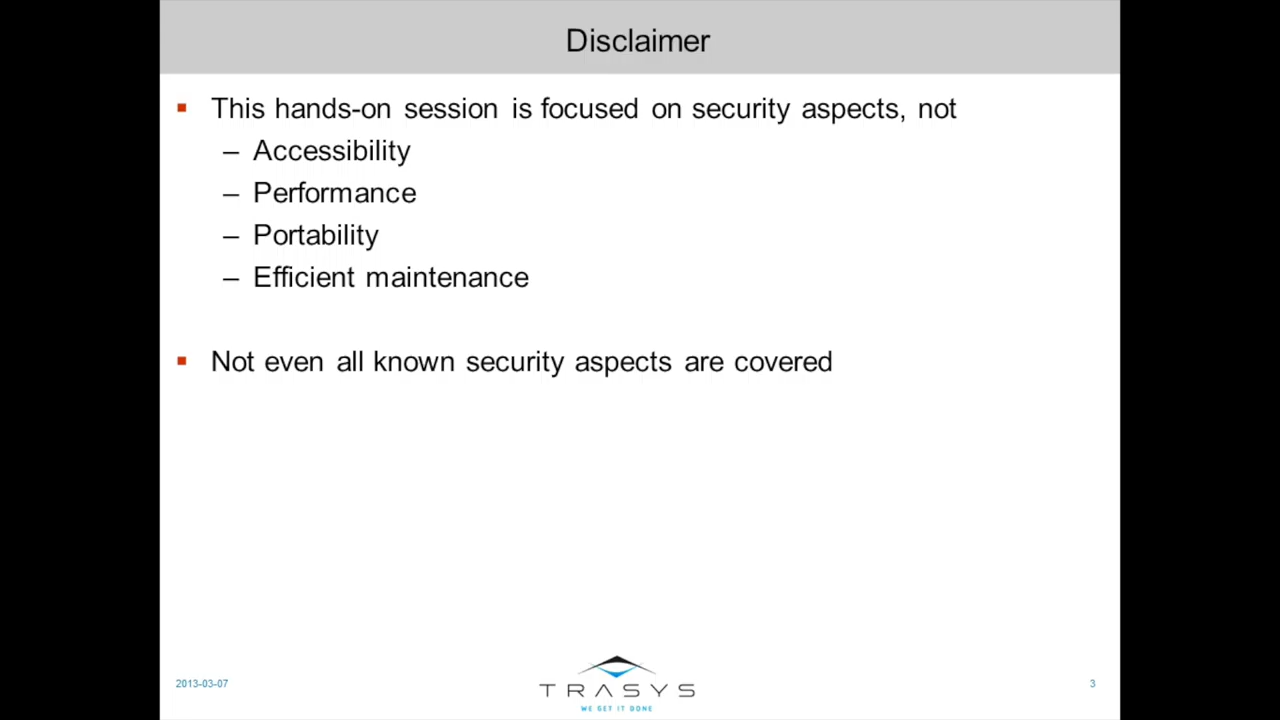 Disclaimer
▪ This hands-on session is focused on security aspects, not
– Accessibility
– Performance
– Portability
– Efficient maintenance
▪ Not even all known security aspects are covered
2013-03-07
TRASYS
WE GET IT DONE
3